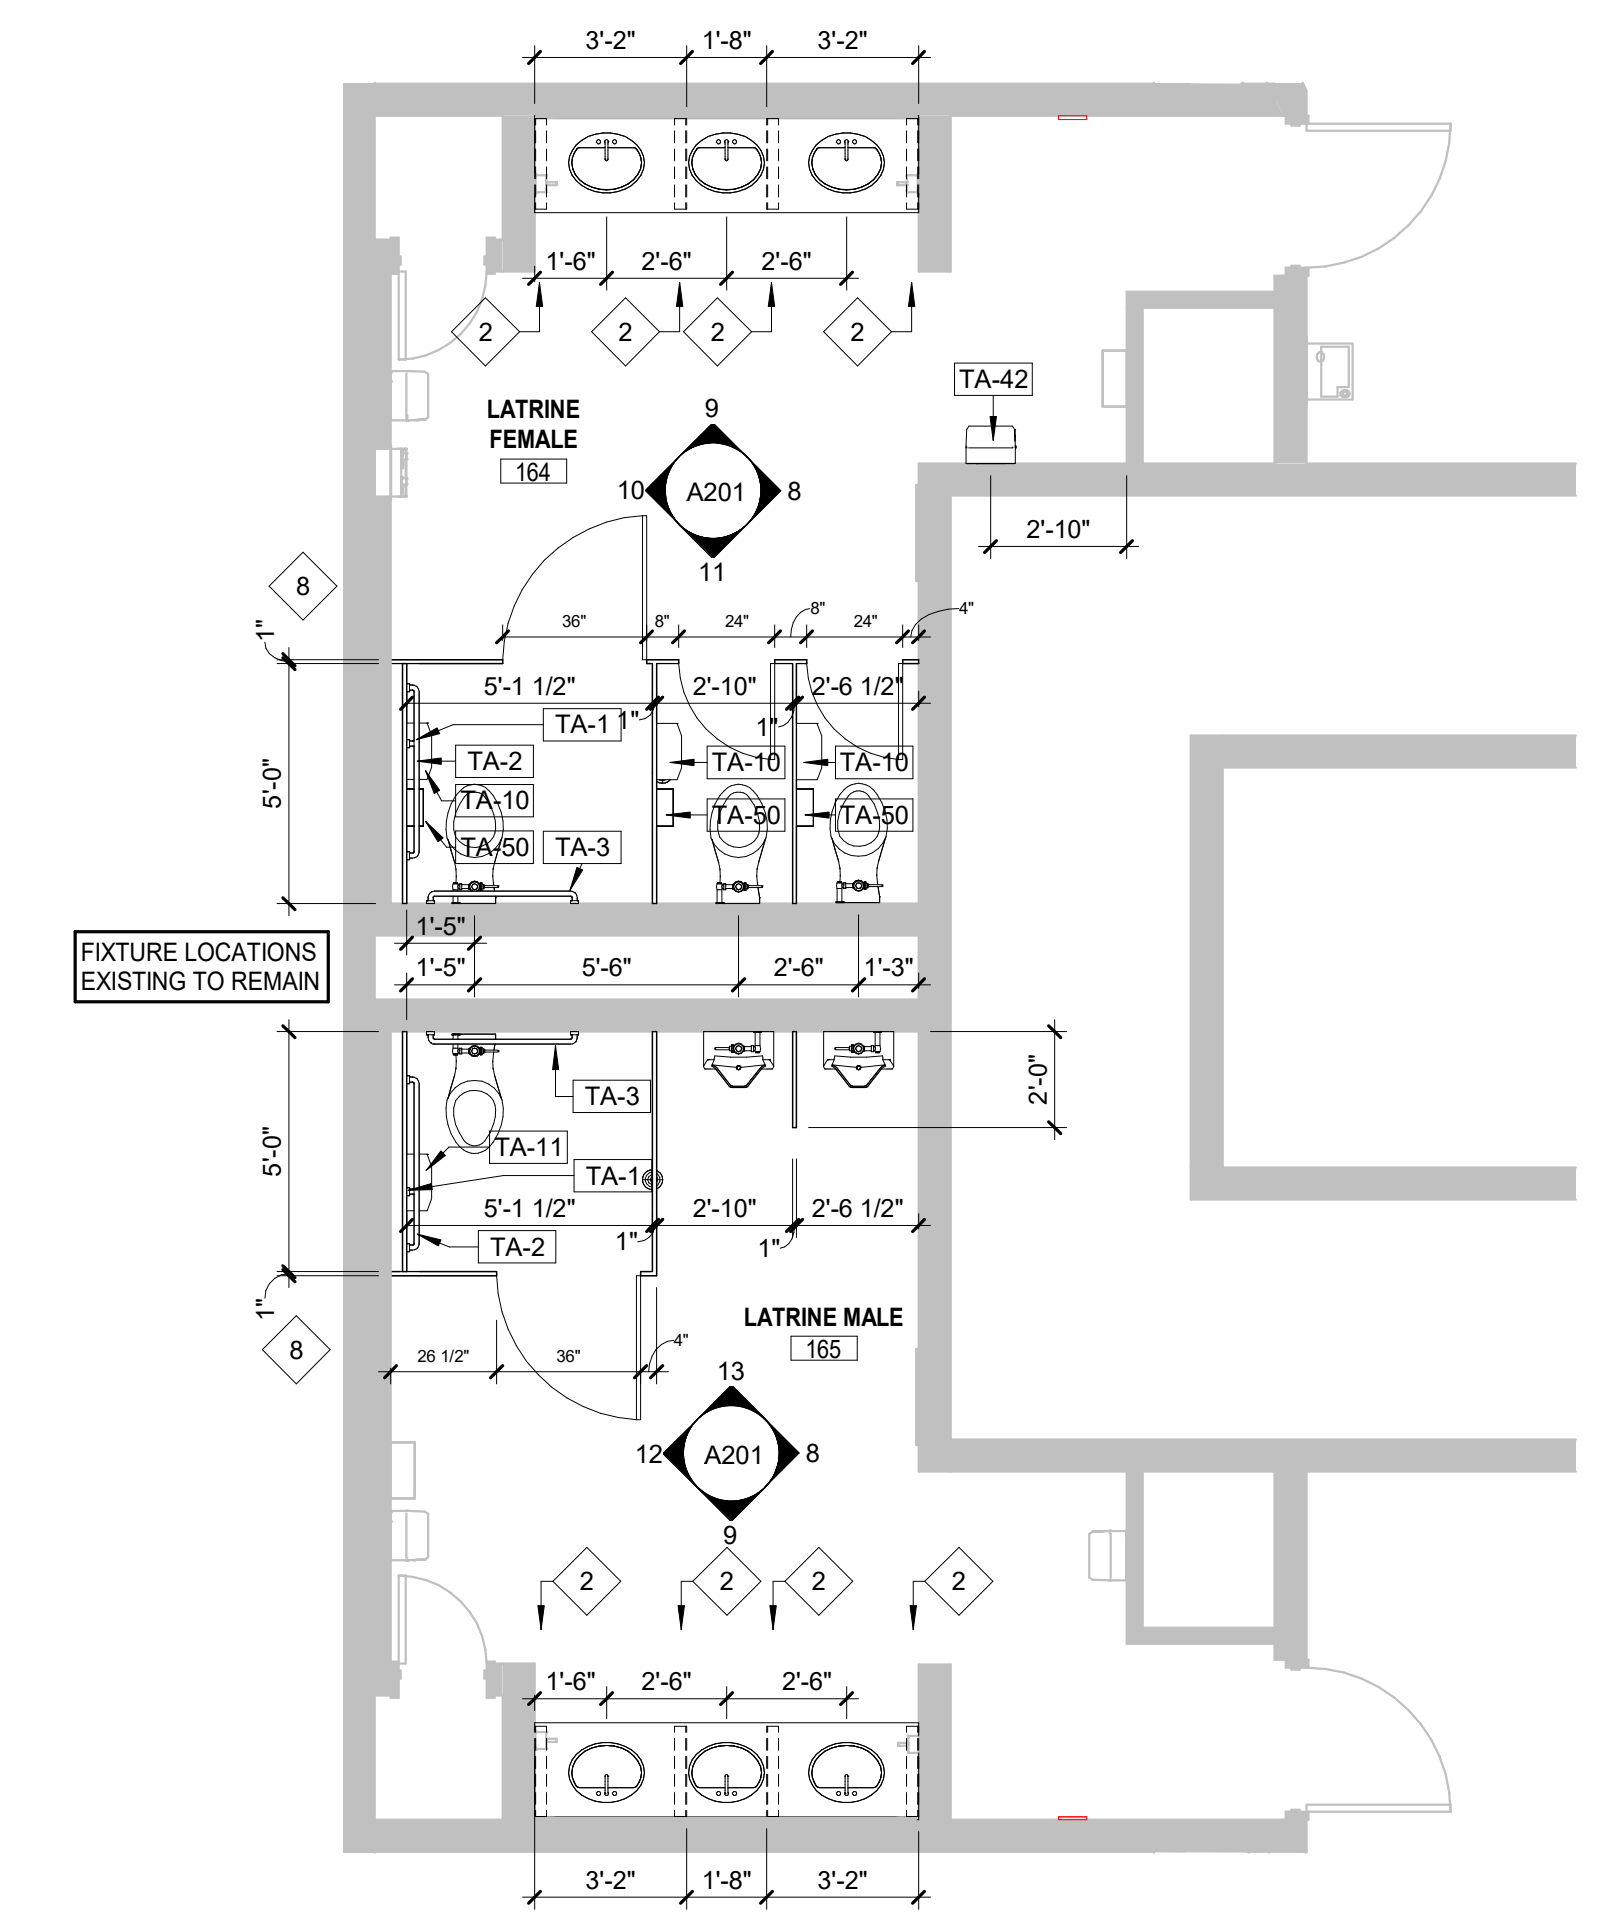 3'-2" 1'-8" 3'-2"
1'-6" 2'-6" 2'-6"
2 2 2 2
TA-42
LATRINE
FEMALE
164
9
10 A201 8
11
2'-10"
8
36" 8" 24" 8" 24" 4"
1"
5'-1 1/2" 2'-10" 2'-6 1/2"
1" 1"
TA-1
TA-2 TA-10 TA-10
5'-0"
TA-10
TA-50 TA-50
TA-50 TA-3
1'-5"
FIXTURE LOCATIONS
EXISTING TO REMAIN
1'-5" 5'-6" 2'-6" 1'-3"
2'-0"
TA-3
5'-0"
TA-11
TA-1
5'-1 1/2" 2'-10" 2'-6 1/2"
1" 1"
TA-2
1"
LATRINE MALE
165
8
26 1/2" 36" 4"
13
12 A201 8
9
2 2 2 2
1'-6" 2'-6" 2'-6"
3'-2" 1'-8" 3'-2"